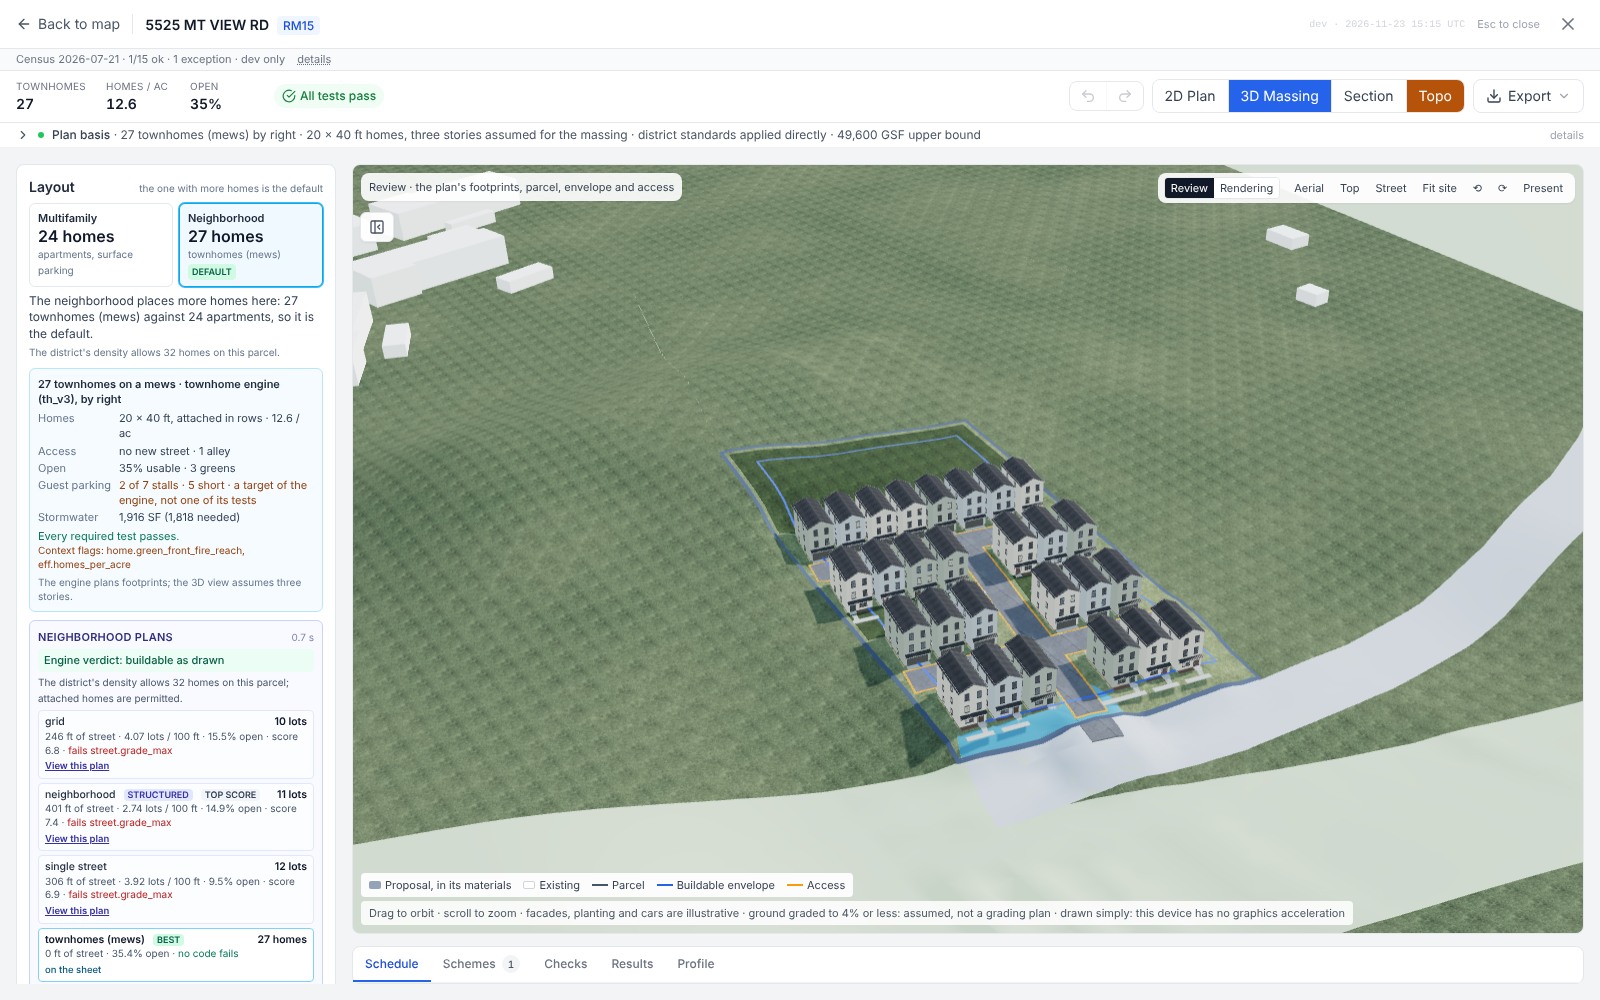 Back to map
5525 MT VIEW RD
RM15
dev · 2026-11-23 15:15 UTC
Esc to close
Census 2026-07-21 · 1/15 ok · 1 exception · dev only details
TOWNHOMES
27
HOMES / AC
12.6
OPEN
35%
All tests pass
2D Plan
3D Massing
Section
Topo
Export
Plan basis · 27 townhomes (mews) by right · 20 × 40 ft homes, three stories assumed for the massing · district standards applied directly · 49,600 GSF upper bound
details
Layout
the one with more homes is the default
Multifamily
24 homes
apartments, surface
parking
Neighborhood
27 homes
townhomes (mews)
DEFAULT
The neighborhood places more homes here: 27
townhomes (mews) against 24 apartments, so it is
the default.
The district's density allows 32 homes on this parcel.
27 townhomes on a mews · townhome engine
(th_v3), by right
Homes 20 × 40 ft, attached in rows · 12.6 /
ac
Access no new street · 1 alley
Open 35% usable · 3 greens
Guest parking 2 of 7 stalls · 5 short · a target of the
engine, not one of its tests
Stormwater 1,916 SF (1,818 needed)
Every required test passes.
Context flags: home.green_front_fire_reach,
eff.homes_per_acre
The engine plans footprints; the 3D view assumes three
stories.
NEIGHBORHOOD PLANS 0.7 s
Engine verdict: buildable as drawn
The district's density allows 32 homes on this parcel;
attached homes are permitted.
grid 10 lots
246 ft of street · 4.07 lots / 100 ft · 15.5% open · score
6.8 · fails street.grade_max
View this plan
neighborhood STRUCTURED TOP SCORE 11 lots
401 ft of street · 2.74 lots / 100 ft · 14.9% open · score
7.4 · fails street.grade_max
View this plan
single street 12 lots
306 ft of street · 3.92 lots / 100 ft · 9.5% open · score
6.9 · fails street.grade_max
View this plan
townhomes (mews) BEST 27 homes
0 ft of street · 35.4% open · no code fails
on the sheet
Review · the plan's footprints, parcel, envelope and access
Review
Rendering
Aerial
Top
Street
Fit site
Present
Proposal, in its materials
Existing
Parcel
Buildable envelope
Access
Drag to orbit · scroll to zoom · facades, planting and cars are illustrative · ground graded to 4% or less: assumed, not a grading plan · drawn simply: this device has no graphics acceleration
Schedule
Schemes 1
Checks
Results
Profile